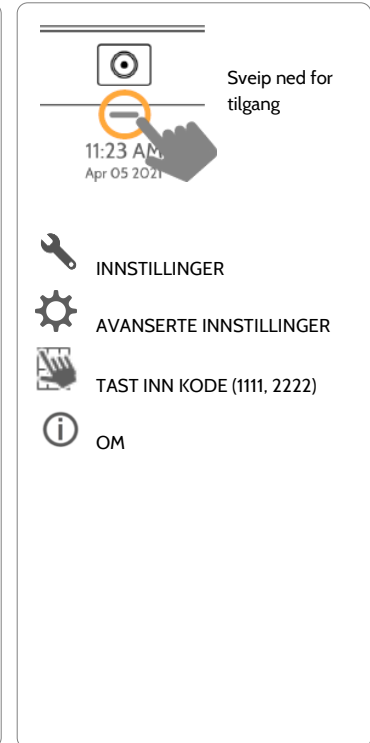 Sveip ned for
tilgang
11:23 AM
Apr 05 2021
INNSTILLINGER
AVANSERTE INNSTILLINGER
TAST INN KODE (1111, 2222)
OM